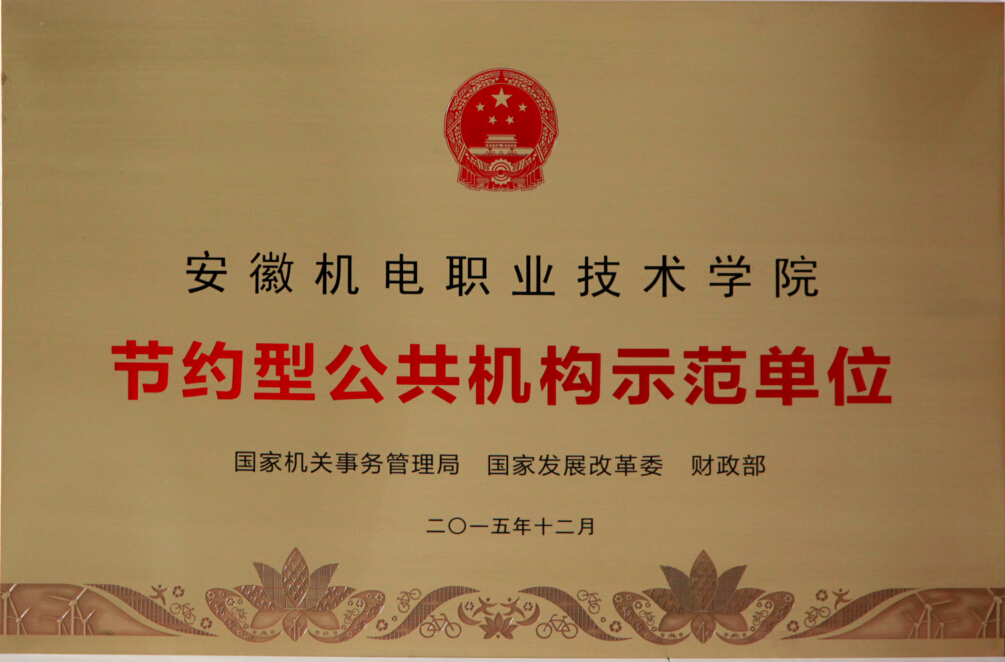 安徽机电职业技术学院
节约型公共机构示范单位
国家机关事务管理局 国家发展改革委 财政部
二〇一五年十二月